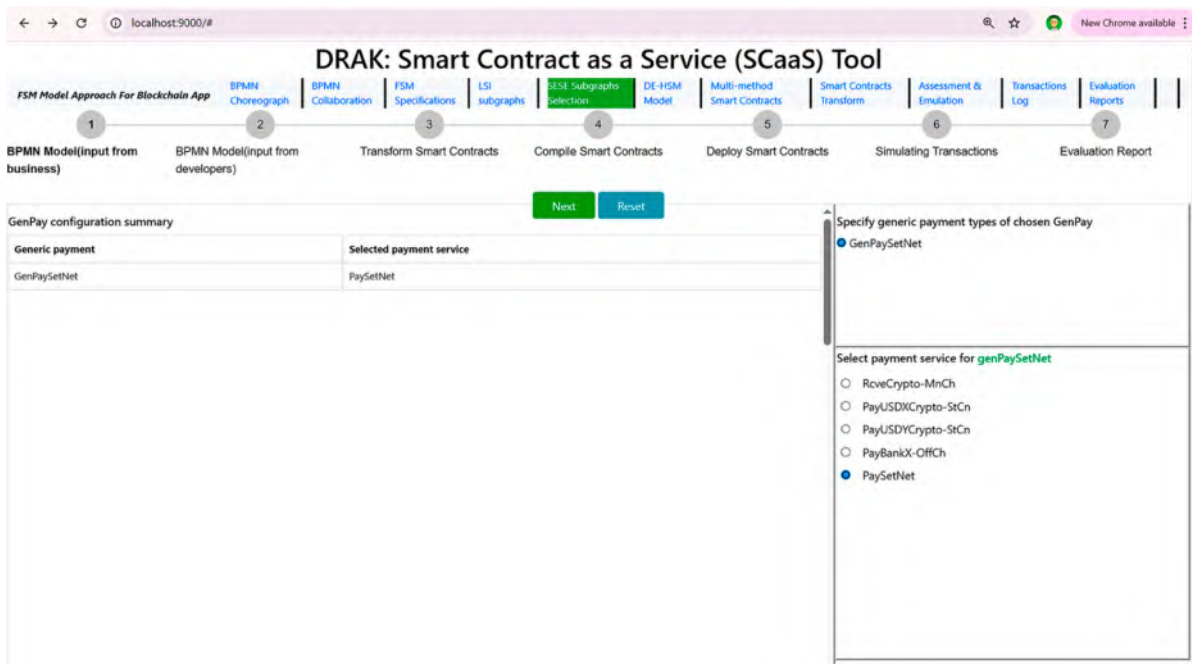 localhost:9000/#
New Chrome available
DRAK: Smart Contract as a Service (SCaaS) Tool
FSM Model Approach For Blockchain App
BPMN
Choreograph
BPMN
Collaboration
FSM
Specifications
LSI
subgraphs
SESE Subgraphs
Selection
DE-HSM
Model
Multi-method
Smart Contracts
Smart Contracts
Transform
Assessment &
Emulation
Transactions
Log
Evaluation
Reports
1
2
3
4
5
6
7
BPMN Model(input from
business)
BPMN Model(input from
developers)
Transform Smart Contracts
Compile Smart Contracts
Deploy Smart Contracts
Simulating Transactions
Evaluation Report
Next
Reset
GenPay configuration summary
Generic payment
Selected payment service
GenPaySetNet
PaySetNet
Specify generic payment types of chosen GenPay
GenPaySetNet
Select payment service for genPaySetNet
RcveCrypto-MnCh
PayUSDXCrypto-StCn
PayUSDYCrypto-StCn
PayBankX-OffCh
PaySetNet